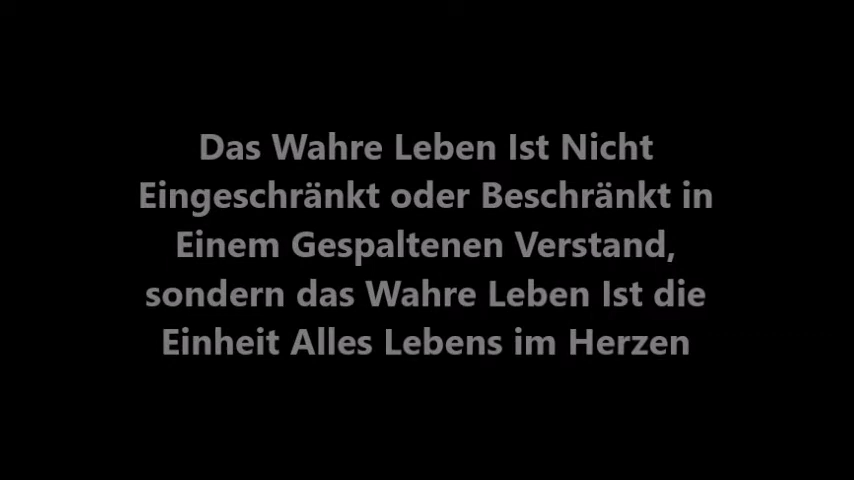 Das Wahre Leben Ist Nicht
Eingeschränkt oder Beschränkt in
Einem Gespaltenen Verstand,
sondern das Wahre Leben Ist die
Einheit Alles Lebens im Herzen